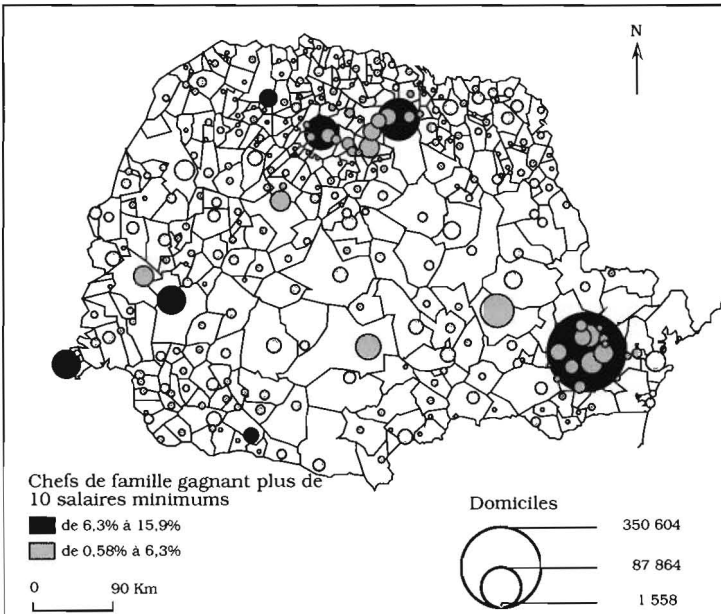 N
Chefs de famille gagnant plus de
10 salaires minimums
de 6.3% à 15,9%
de 0.58% à 6,3%
0 90 Km
Domiciles
350 604
87 864
1 558